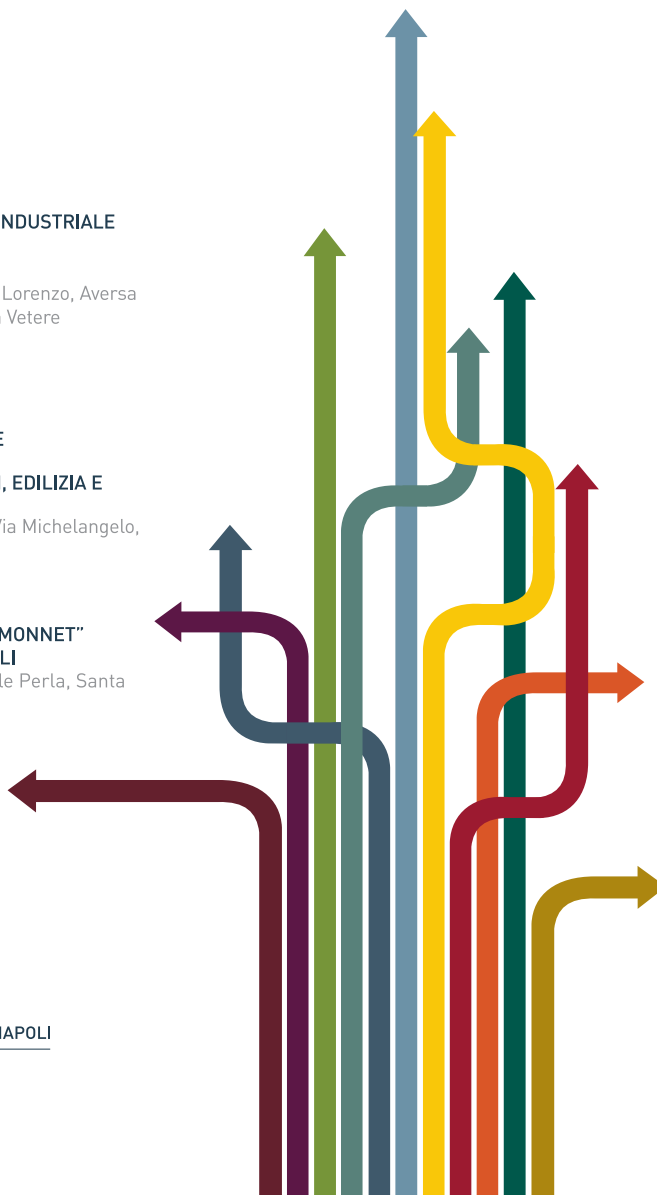 NDUSTRIALE
Lorenzo, Aversa
Vetere
E
, EDILIZIA E
Via Michelangelo,
MONNET”
LI
le Perla, Santa
NAPOLI